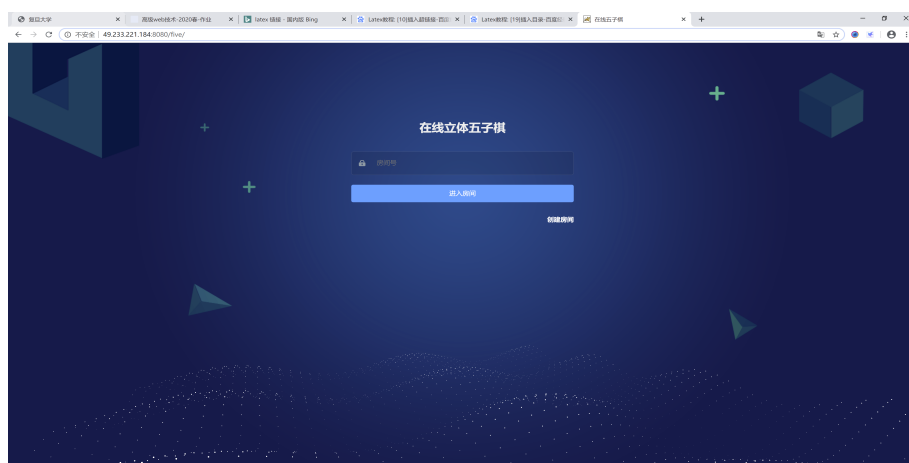 复旦大学
高级web技术-2020春-作业
latex 链接 - 国内版 Bing
Latex教程: [10]插入超链接-百度
Latex教程: [19]插入目录-百度经
在线五子棋
不安全 | 49.233.221.184:8080/five/
在线立体五子棋
房间号
进入房间
创建房间